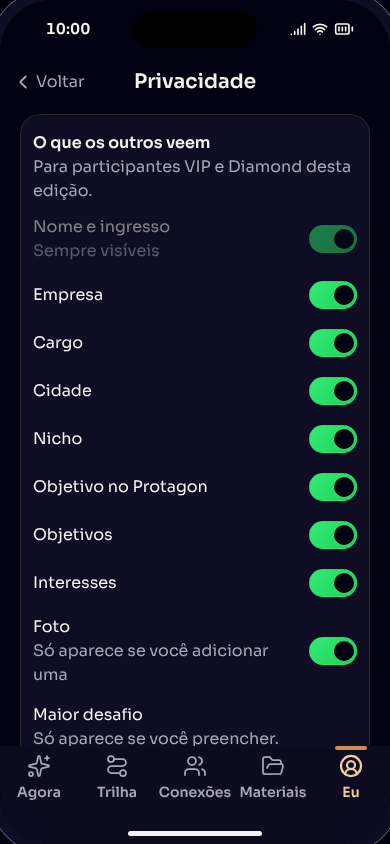 10:00
Voltar
Privacidade
O que os outros veem
Para participantes VIP e Diamond desta
edição.
Nome e ingresso
Sempre visíveis
Empresa
Cargo
Cidade
Nicho
Objetivo no Protagon
Objetivos
Interesses
Foto
Só aparece se você adicionar
uma
Maior desafio
Só aparece se você preencher.
Agora
Trilha
Conexões
Materiais
Eu